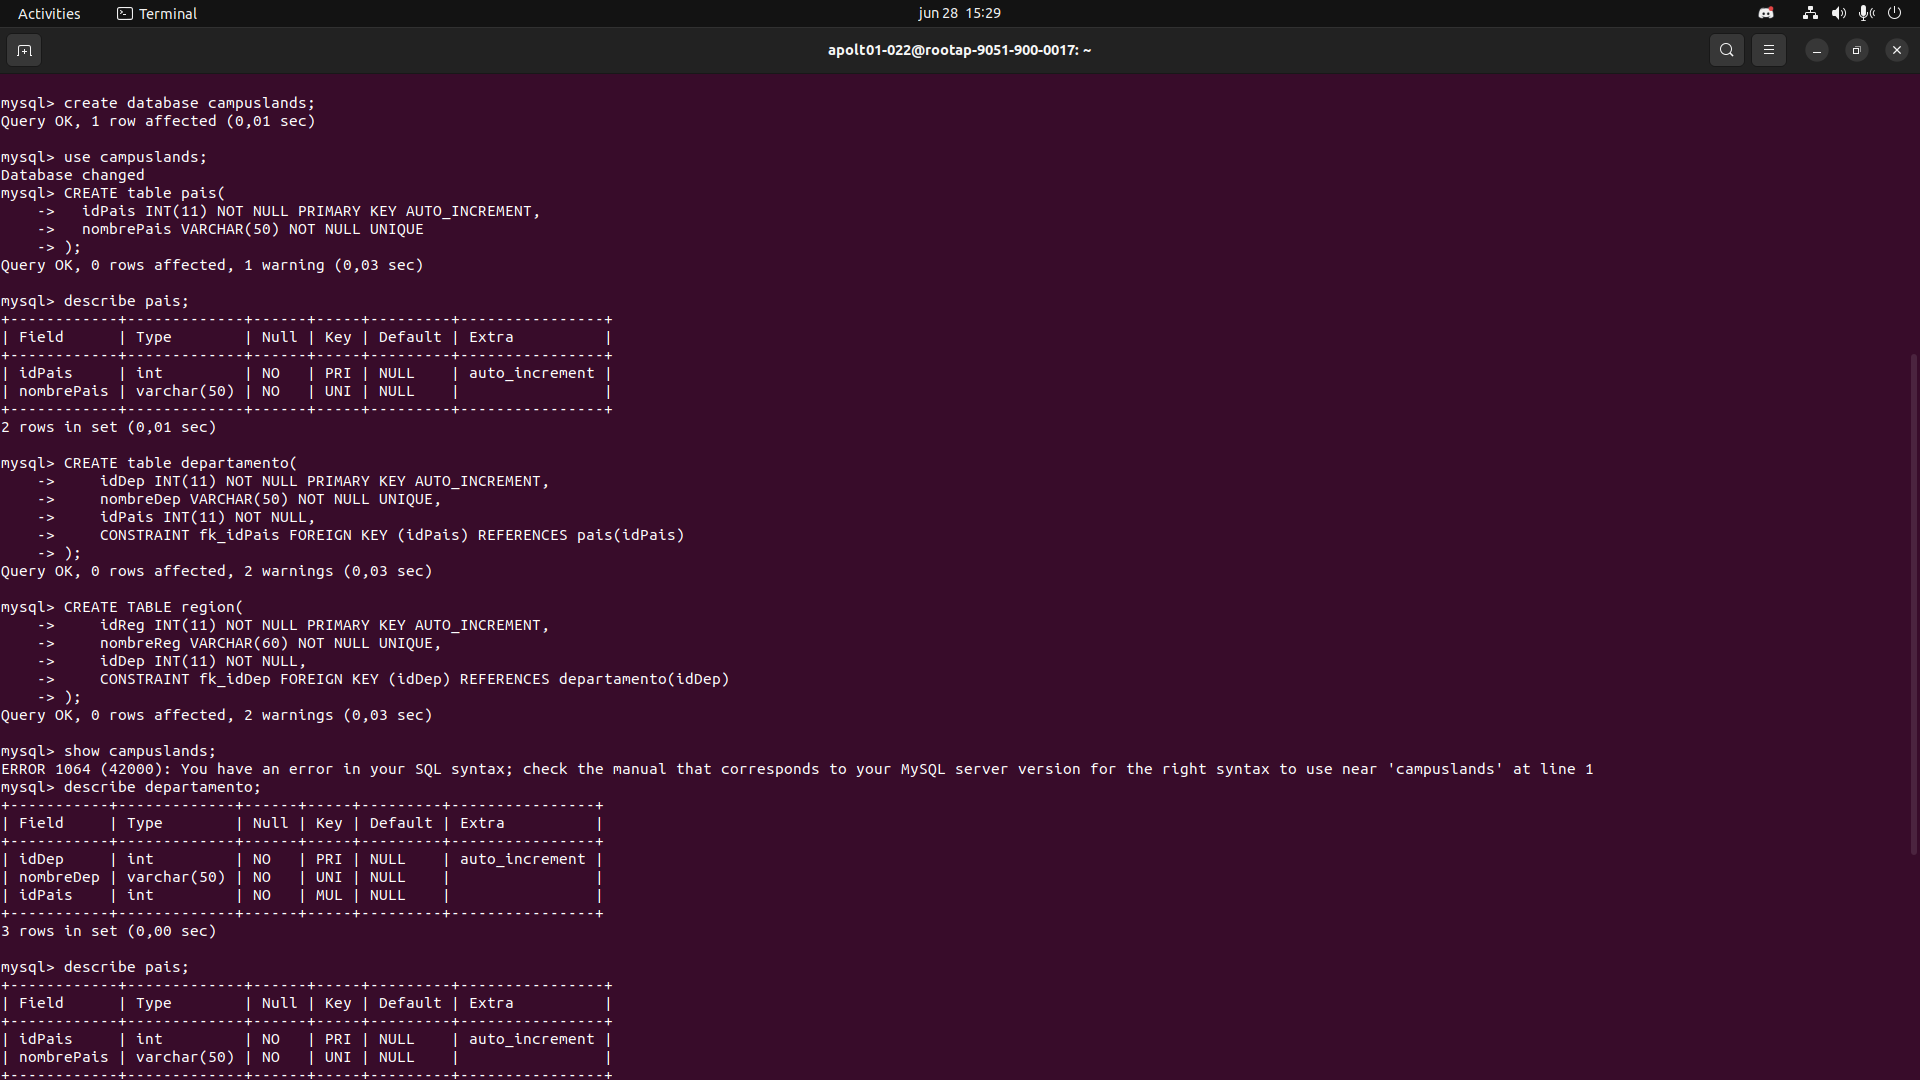 Activities Terminal jun 28 15:29
apolt01-022@rootap-9051-900-0017: ~
mysql> create database campuslands;
Query OK, 1 row affected (0,01 sec)
mysql> use campuslands;
Database changed
mysql> CREATE table pais(
    ->   idPais INT(11) NOT NULL PRIMARY KEY AUTO_INCREMENT,
    ->   nombrePais VARCHAR(50) NOT NULL UNIQUE
    -> );
Query OK, 0 rows affected, 1 warning (0,03 sec)
mysql> describe pais;
+------------+-------------+------+-----+---------+----------------+
| Field      | Type        | Null | Key | Default | Extra          |
+------------+-------------+------+-----+---------+----------------+
| idPais     | int         | NO   | PRI | NULL    | auto_increment |
| nombrePais | varchar(50) | NO   | UNI | NULL    |                |
+------------+-------------+------+-----+---------+----------------+
2 rows in set (0,01 sec)
mysql> CREATE table departamento(
    ->     idDep INT(11) NOT NULL PRIMARY KEY AUTO_INCREMENT,
    ->     nombreDep VARCHAR(50) NOT NULL UNIQUE,
    ->     idPais INT(11) NOT NULL,
    ->     CONSTRAINT fk_idPais FOREIGN KEY (idPais) REFERENCES pais(idPais)
    -> );
Query OK, 0 rows affected, 2 warnings (0,03 sec)
mysql> CREATE TABLE region(
    ->     idReg INT(11) NOT NULL PRIMARY KEY AUTO_INCREMENT,
    ->     nombreReg VARCHAR(60) NOT NULL UNIQUE,
    ->     idDep INT(11) NOT NULL,
    ->     CONSTRAINT fk_idDep FOREIGN KEY (idDep) REFERENCES departamento(idDep)
    -> );
Query OK, 0 rows affected, 2 warnings (0,03 sec)
mysql> show campuslands;
ERROR 1064 (42000): You have an error in your SQL syntax; check the manual that corresponds to your MySQL server version for the right syntax to use near 'campuslands' at line 1
mysql> describe departamento;
+-----------+-------------+------+-----+---------+----------------+
| Field     | Type        | Null | Key | Default | Extra          |
+-----------+-------------+------+-----+---------+----------------+
| idDep     | int         | NO   | PRI | NULL    | auto_increment |
| nombreDep | varchar(50) | NO   | UNI | NULL    |                |
| idPais    | int         | NO   | MUL | NULL    |                |
+-----------+-------------+------+-----+---------+----------------+
3 rows in set (0,00 sec)
mysql> describe pais;
+------------+-------------+------+-----+---------+----------------+
| Field      | Type        | Null | Key | Default | Extra          |
+------------+-------------+------+-----+---------+----------------+
| idPais     | int         | NO   | PRI | NULL    | auto_increment |
| nombrePais | varchar(50) | NO   | UNI | NULL    |                |
+------------+-------------+------+-----+---------+----------------+